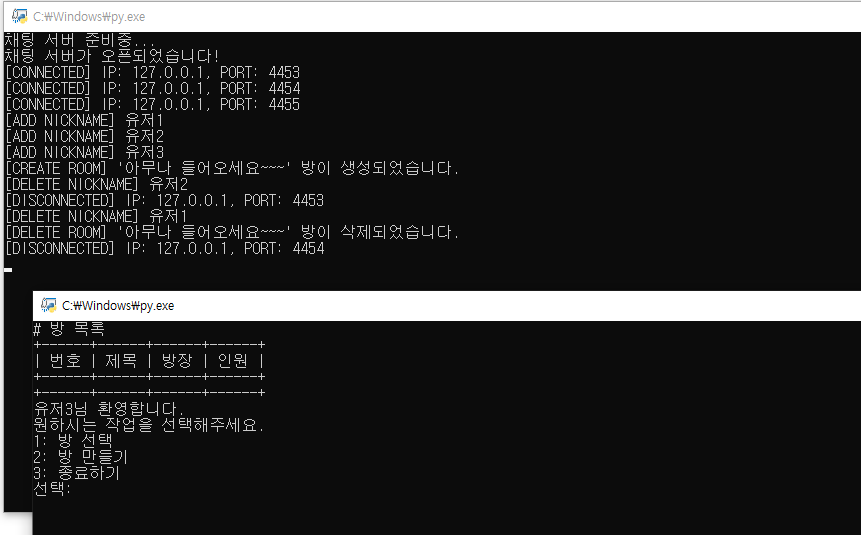 C:₩Windows₩py.exe
채팅 서버 준비중...
채팅 서버가 오픈되었습니다!
[CONNECTED] IP: 127.0.0.1, PORT: 4453
[CONNECTED] IP: 127.0.0.1, PORT: 4454
[CONNECTED] IP: 127.0.0.1, PORT: 4455
[ADD NICKNAME] 유저1
[ADD NICKNAME] 유저2
[ADD NICKNAME] 유저3
[CREATE ROOM] '아무나 들어오세요~~~' 방이 생성되었습니다.
[DELETE NICKNAME] 유저2
[DISCONNECTED] IP: 127.0.0.1, PORT: 4453
[DELETE NICKNAME] 유저1
[DELETE ROOM] '아무나 들어오세요~~~' 방이 삭제되었습니다.
[DISCONNECTED] IP: 127.0.0.1, PORT: 4454
C:₩Windows₩py.exe
# 방 목록
+------+------+------+------+
| 번호 | 제목 | 방장 | 인원 |
+------+------+------+------+
+------+------+------+------+
유저3님 환영합니다.
원하시는 작업을 선택해주세요.
1: 방 선택
2: 방 만들기
3: 종료하기
선택: